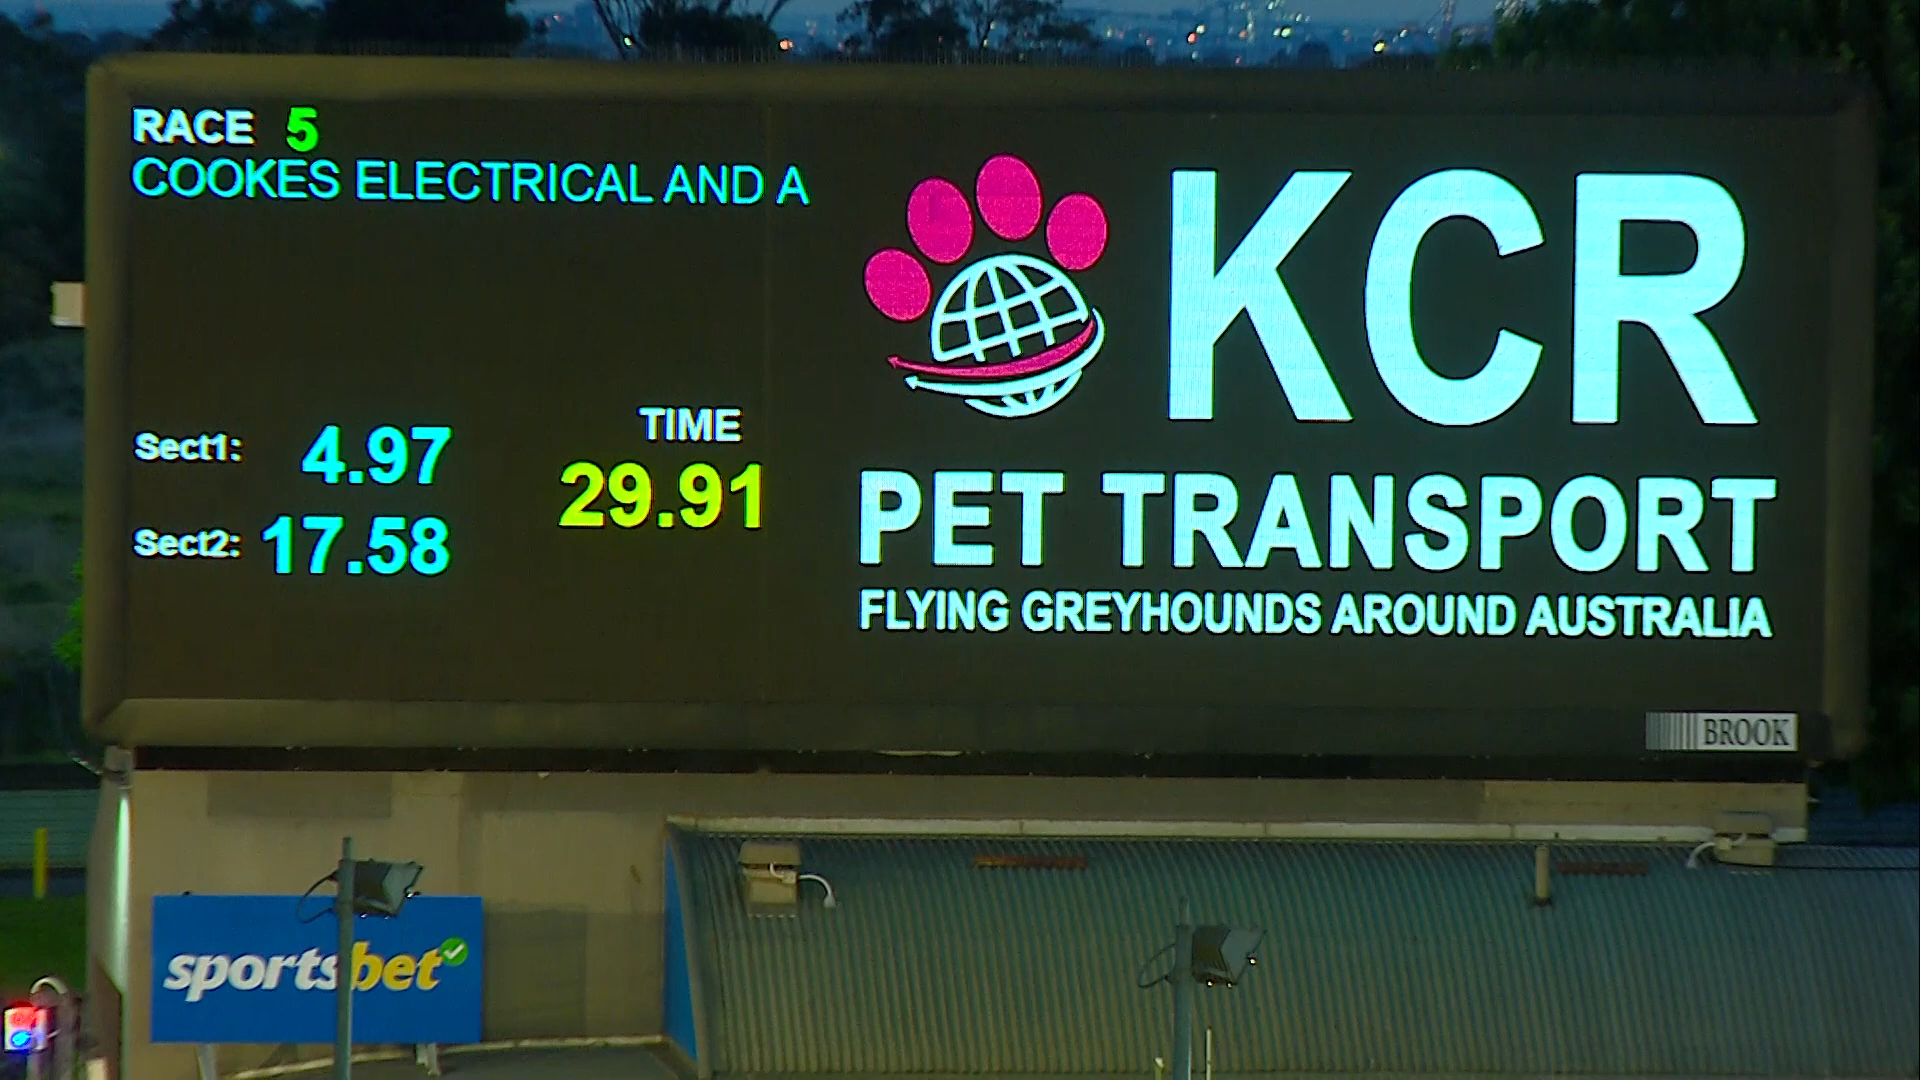 RACE 5
COOKES ELECTRICAL AND A
Sect1: 4.97
Sect2: 17.58
TIME
29.91
KCR
PET TRANSPORT
FLYING GREYHOUNDS AROUND AUSTRALIA
BROOK
sportsbet